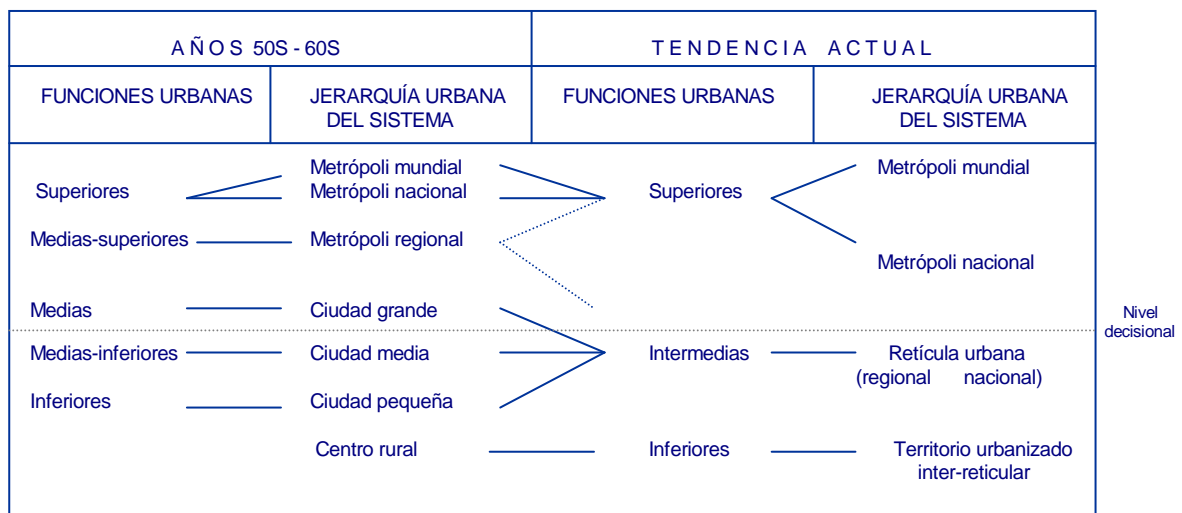 AÑOS 50S - 60S
TENDENCIA ACTUAL
FUNCIONES URBANAS
JERARQUÍA URBANA
DEL SISTEMA
FUNCIONES URBANAS
JERARQUÍA URBANA
DEL SISTEMA
Superiores
Metrópoli mundial
Metrópoli nacional
Superiores
Metrópoli mundial
Medias-superiores
Metrópoli regional
Metrópoli nacional
Medias
Ciudad grande
Nivel
decisional
Medias-inferiores
Ciudad media
Intermedias
Retícula urbana
(regional nacional)
Inferiores
Ciudad pequeña
Centro rural
Inferiores
Territorio urbanizado
inter-reticular